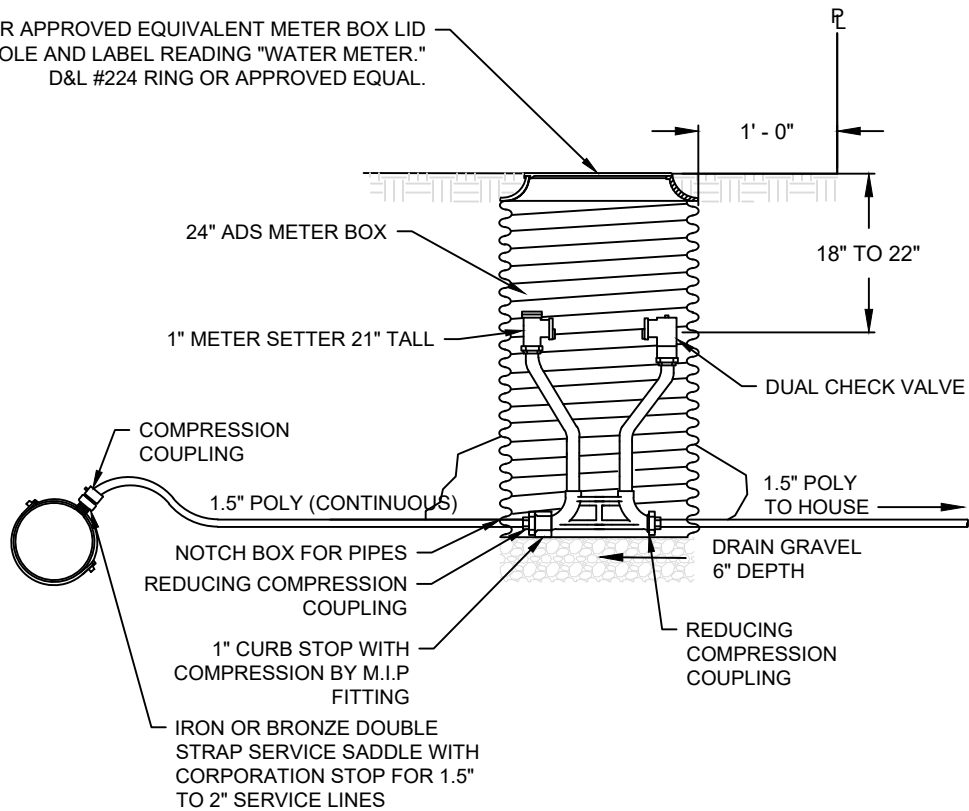 R APPROVED EQUIVALENT METER BOX LID
OLE AND LABEL READING "WATER METER."
D&L #224 RING OR APPROVED EQUAL.
PL
1' - 0"
24" ADS METER BOX
18" TO 22"
1" METER SETTER 21" TALL
DUAL CHECK VALVE
COMPRESSION
COUPLING
1.5" POLY (CONTINUOUS)
1.5" POLY
TO HOUSE
NOTCH BOX FOR PIPES
DRAIN GRAVEL
6" DEPTH
REDUCING COMPRESSION
COUPLING
REDUCING
COMPRESSION
COUPLING
1" CURB STOP WITH
COMPRESSION BY M.I.P
FITTING
IRON OR BRONZE DOUBLE
STRAP SERVICE SADDLE WITH
CORPORATION STOP FOR 1.5"
TO 2" SERVICE LINES